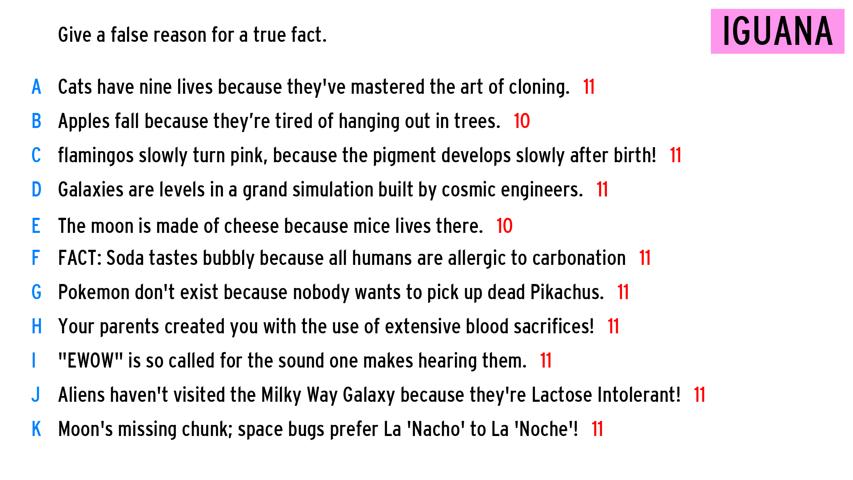 Give a false reason for a true fact.
IGUANA
A Cats have nine lives because they've mastered the art of cloning. 11
B Apples fall because they're tired of hanging out in trees. 10
C flamingos slowly turn pink, because the pigment develops slowly after birth! 11
D Galaxies are levels in a grand simulation built by cosmic engineers. 11
E The moon is made of cheese because mice lives there. 10
F FACT: Soda tastes bubbly because all humans are allergic to carbonation 11
G Pokemon don't exist because nobody wants to pick up dead Pikachus. 11
H Your parents created you with the use of extensive blood sacrifices! 11
I "EWOW" is so called for the sound one makes hearing them. 11
J Aliens haven't visited the Milky Way Galaxy because they're Lactose Intolerant! 11
K Moon's missing chunk; space bugs prefer La 'Nacho' to La 'Noche'! 11